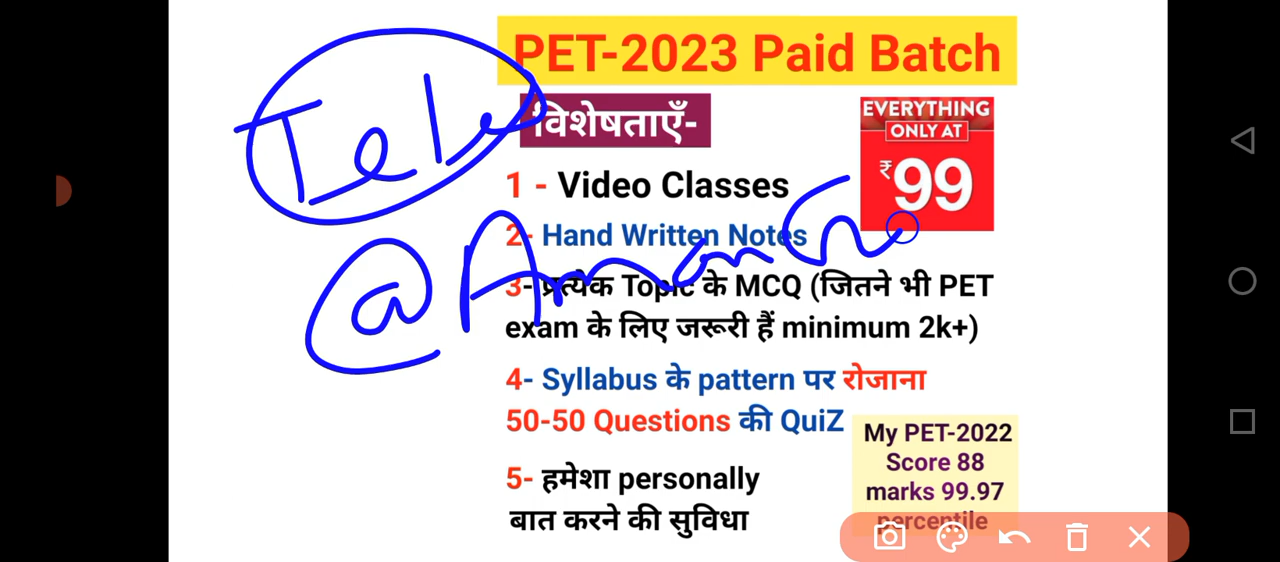 PET-2023 Paid Batch
विशेषताएँ-
EVERYTHING
ONLY AT
₹99
1 - Video Classes
2- Hand Written Notes
3- प्रत्येक Topic के MCQ (जितने भी PET
exam के लिए जरूरी हैं minimum 2k+)
4- Syllabus के pattern पर रोजाना
50-50 Questions की QuiZ
5- हमेशा personally
बात करने की सुविधा
My PET-2022
Score 88
marks 99.97
percentile
Tele